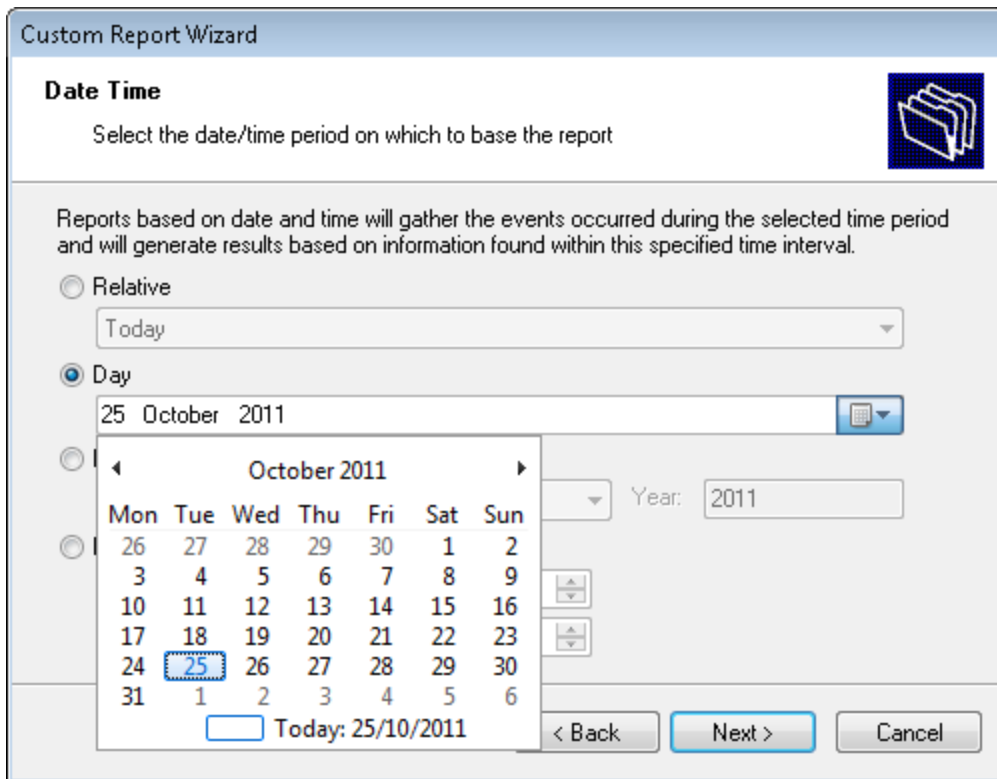 Custom Report Wizard
Date Time
Select the date/time period on which to base the report
Reports based on date and time will gather the events occurred during the selected time period
and will generate results based on information found within this specified time interval.
Relative
Today
Day
25 October 2011
October 2011
Year: 2011
Mon Tue Wed Thu Fri Sat Sun
26 27 28 29 30 1 2
3 4 5 6 7 8 9
10 11 12 13 14 15 16
17 18 19 20 21 22 23
24 25 26 27 28 29 30
31 1 2 3 4 5 6
Today: 25/10/2011
< Back Next > Cancel